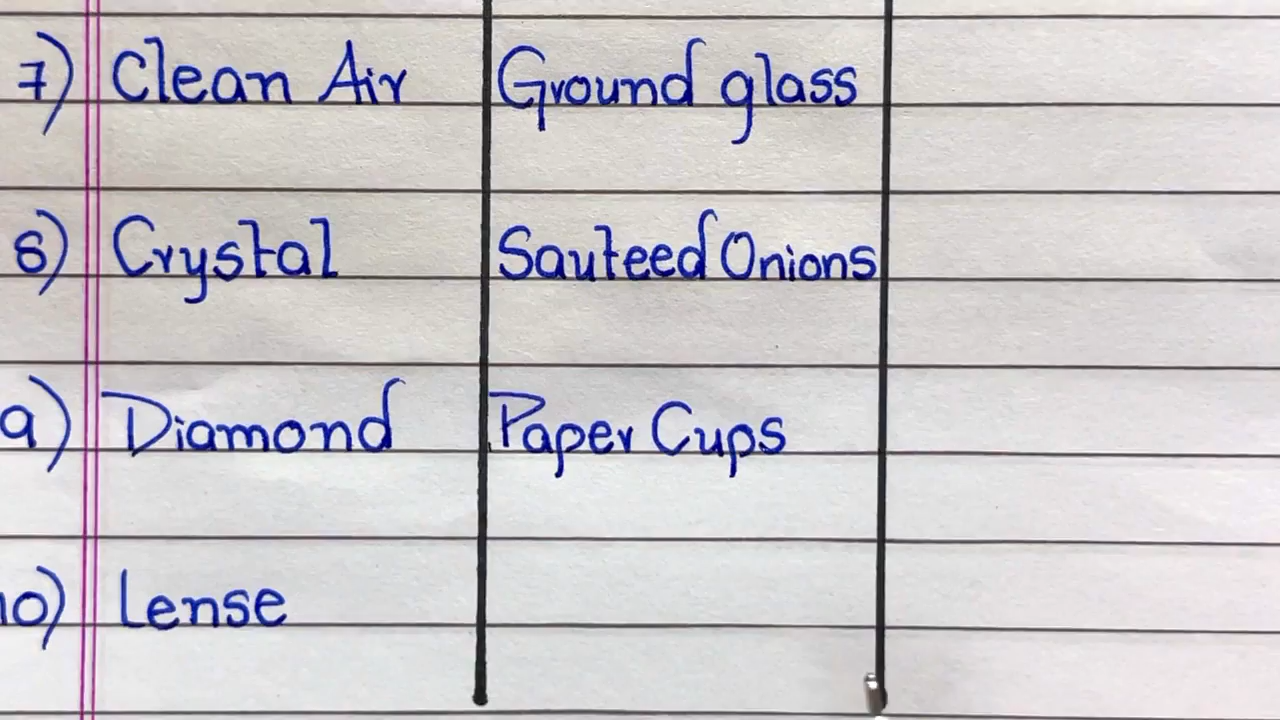 7) Clean Air Ground glass
8) Crystal Sauteed Onions
9) Diamond Paper Cups
10) Lense